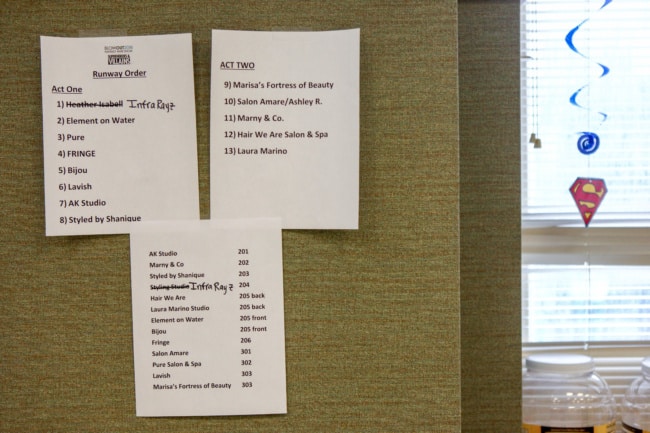 VILLAINS
Runway Order
Act One
1) Heather Isabell InfraRayz
2) Element on Water
3) Pure
4) FRINGE
5) Bijou
6) Lavish
7) AK Studio
8) Styled by Shanique
ACT TWO
9) Marisa's Fortress of Beauty
10) Salon Amare/Ashley R.
11) Marny & Co.
12) Hair We Are Salon & Spa
13) Laura Marino
AK Studio 201
Marny & Co 202
Styled by Shanique 203
Styling Studio InfraRayz 204
Hair We Are 205 back
Laura Marino Studio 205 back
Element on Water 205 front
Bijou 205 front
Fringe 206
Salon Amare 301
Pure Salon & Spa 302
Lavish 303
Marisa's Fortress of Beauty 303
S